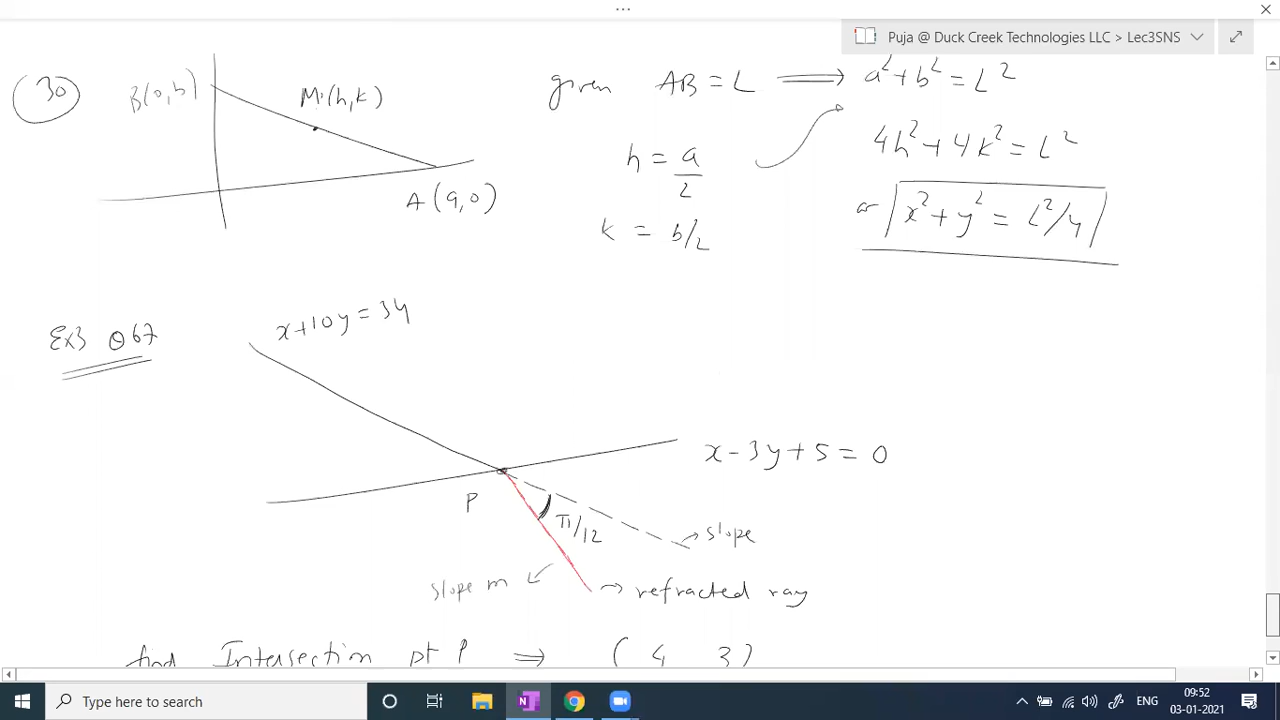 Puja @ Duck Creek Technologies LLC > Lec3SNS
30
B(0,b)
M:(h,k)
A(a,0)
given AB = L ⟹ a²+b² = L²
h = a/2
k = b/2
4h²+4k² = L²
or x²+y² = L²/4
Ex3 Q67
x+10y = 34
x-3y+5 = 0
P
π/12
slope
slope m
refracted ray
find Intersection pt P ⟹ (4 3)
Type here to search
ENG
09:52
03-01-2021